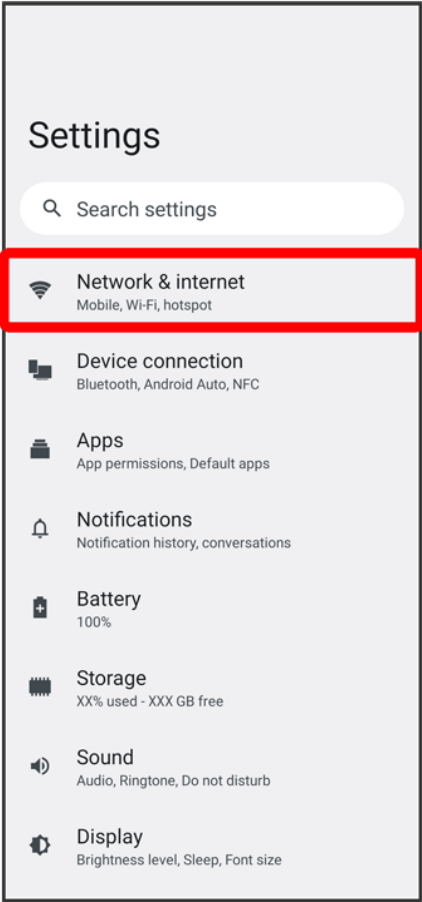 Settings
Search settings
Network & internet
Mobile, Wi-Fi, hotspot
Device connection
Bluetooth, Android Auto, NFC
Apps
App permissions, Default apps
Notifications
Notification history, conversations
Battery
100%
Storage
XX% used - XXX GB free
Sound
Audio, Ringtone, Do not disturb
Display
Brightness level, Sleep, Font size